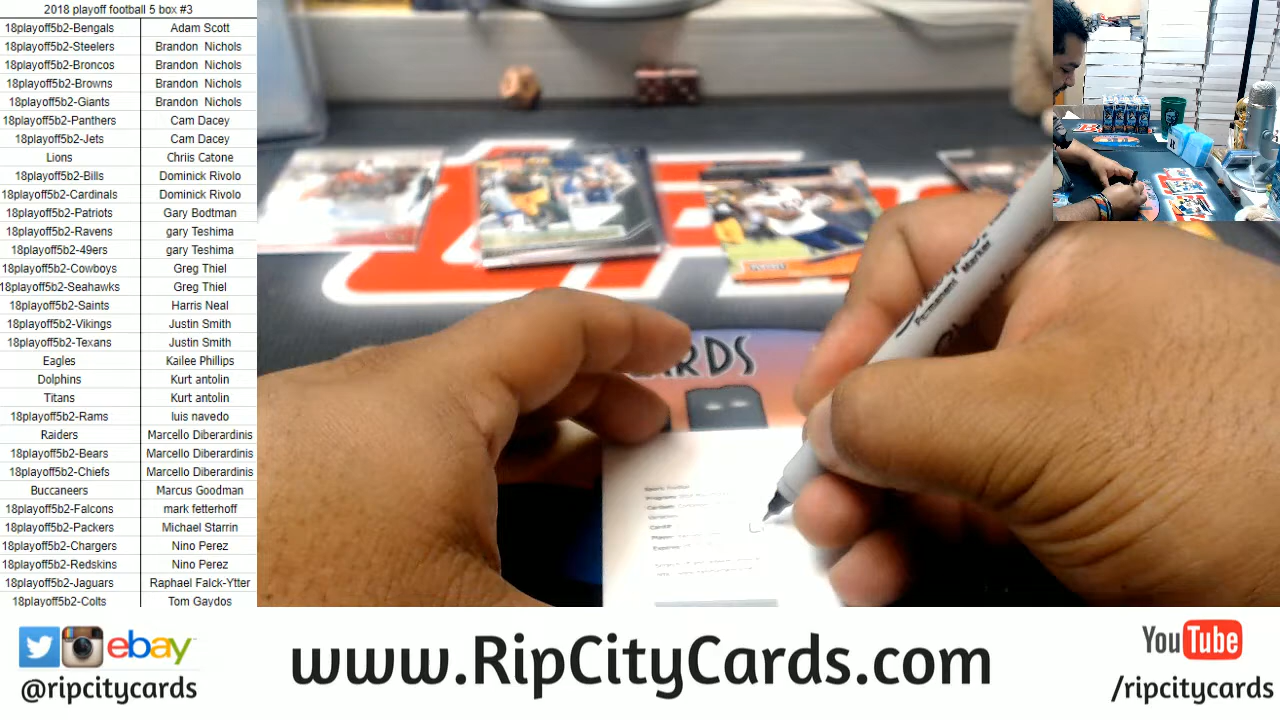 2018 playoff football 5 box #3
18playoff5b2-Bengals Adam Scott
18playoff5b2-Steelers Brandon Nichols
18playoff5b2-Broncos Brandon Nichols
18playoff5b2-Browns Brandon Nichols
18playoff5b2-Giants Brandon Nichols
18playoff5b2-Panthers Cam Dacey
18playoff5b2-Jets Cam Dacey
Lions Chriis Catone
18playoff5b2-Bills Dominick Rivolo
18playoff5b2-Cardinals Dominick Rivolo
18playoff5b2-Patriots Gary Bodtman
18playoff5b2-Ravens gary Teshima
18playoff5b2-49ers gary Teshima
18playoff5b2-Cowboys Greg Thiel
18playoff5b2-Seahawks Greg Thiel
18playoff5b2-Saints Harris Neal
18playoff5b2-Vikings Justin Smith
18playoff5b2-Texans Justin Smith
Eagles Kailee Phillips
Dolphins Kurt antolin
Titans Kurt antolin
18playoff5b2-Rams luis navedo
Raiders Marcello Diberardinis
18playoff5b2-Bears Marcello Diberardinis
18playoff5b2-Chiefs Marcello Diberardinis
Buccaneers Marcus Goodman
18playoff5b2-Falcons mark fetterhoff
18playoff5b2-Packers Michael Starrin
18playoff5b2-Chargers Nino Perez
18playoff5b2-Redskins Nino Perez
18playoff5b2-Jaguars Raphael Falck-Ytter
18playoff5b2-Colts Tom Gaydos
Permanent Marker
CARDS
ebay
@ripcitycards
www.RipCityCards.com
YouTube
/ripcitycards